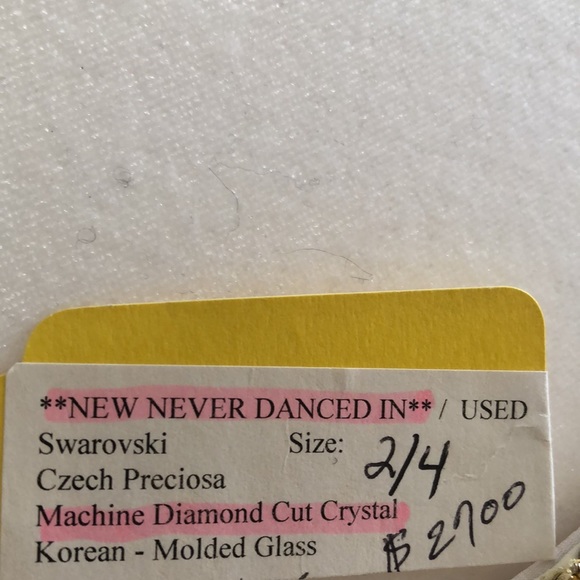 **NEW NEVER DANCED IN** / USED
Swarovski Size: 2/4
Czech Preciosa
Machine Diamond Cut Crystal
Korean - Molded Glass $2700